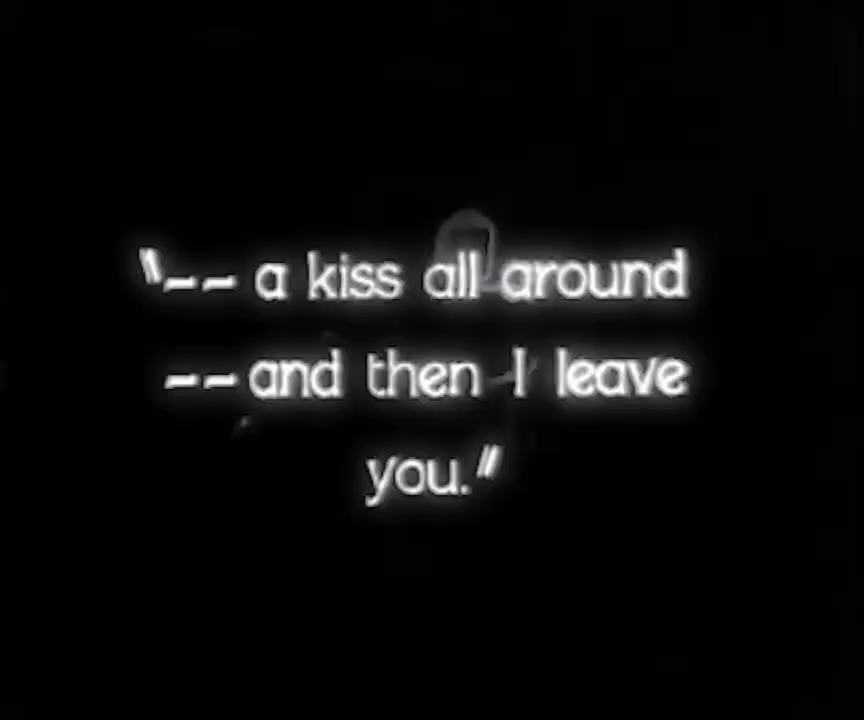 "-- a kiss all around
--and then I leave
you."